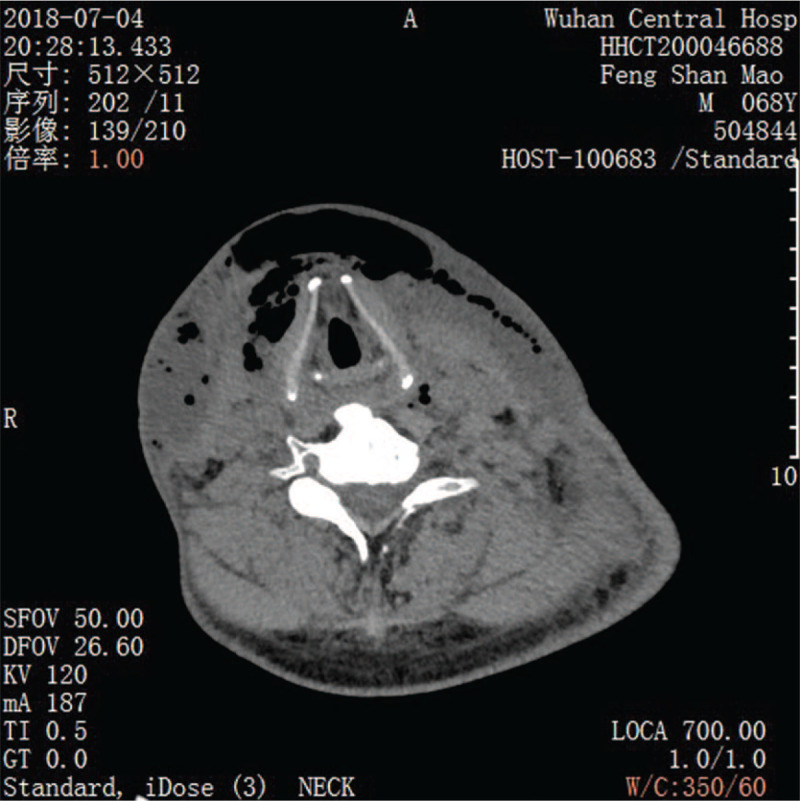 2018-07-04
20:28:13.433
尺寸: 512×512
序列: 202 /11
影像: 139/210
倍率: 1.00
A
Wuhan Central Hosp
HHCT200046688
Feng Shan Mao
M 068Y
504844
HOST-100683 /Standard
R
10
SFOV 50.00
DFOV 26.60
KV 120
mA 187
TI 0.5
GT 0.0
Standard, iDose (3) NECK
LOCA 700.00
1.0/1.0
W/C:350/60